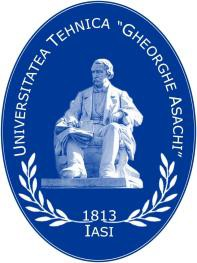 UNIVERSITATEA TEHNICA "GHEORGHE ASACHI"
1813
IASI